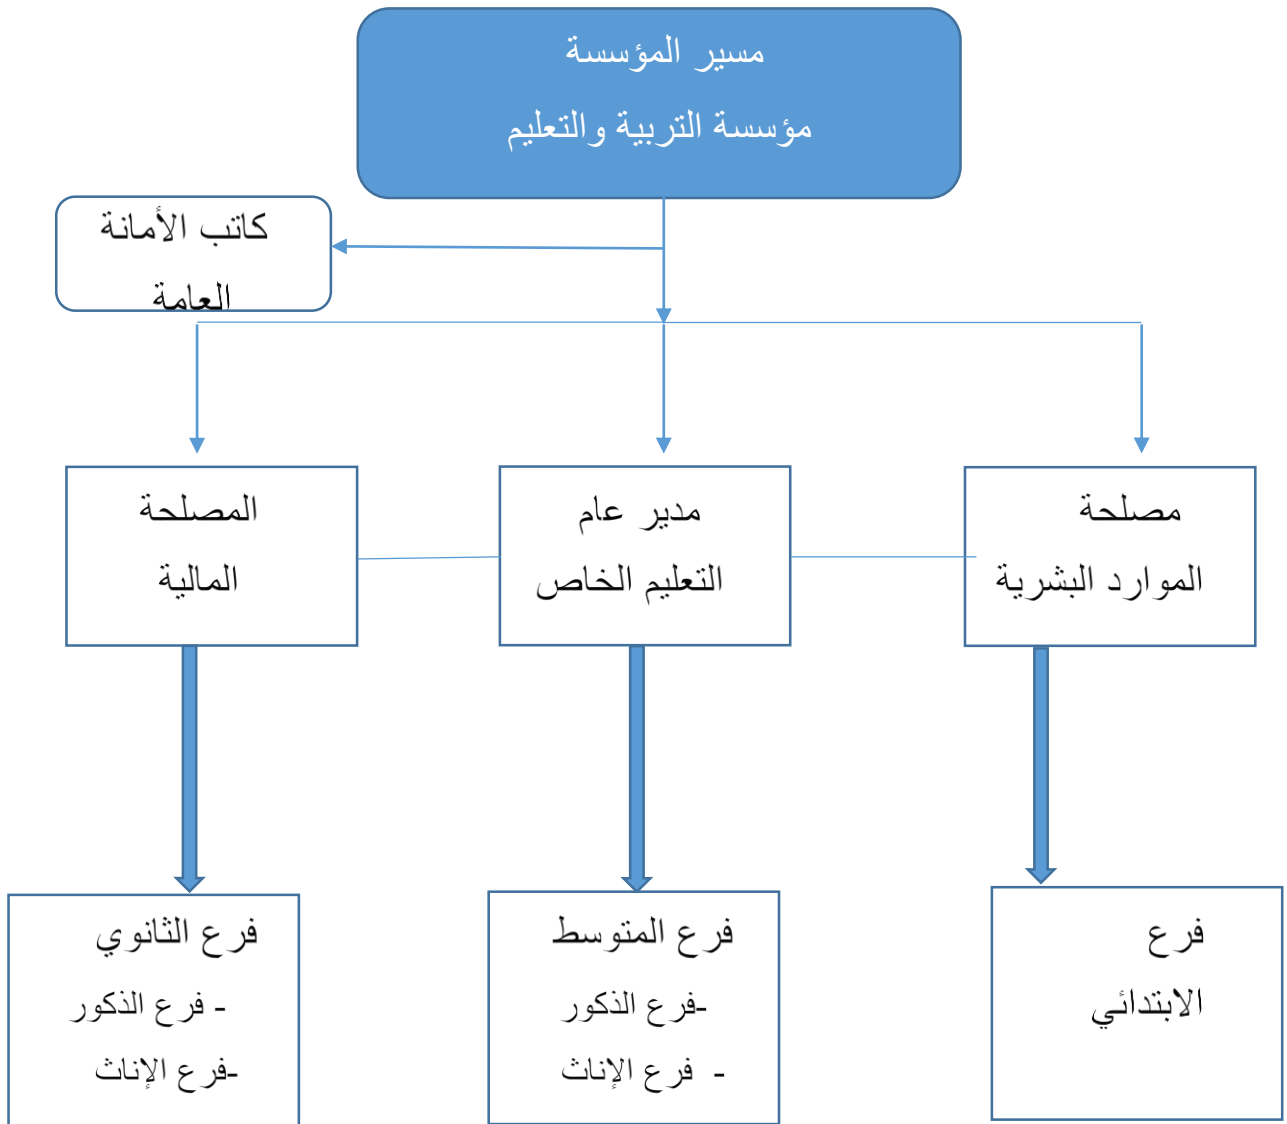 مسير المؤسسة
مؤسسة التربية والتعليم
كاتب الأمانة
العامة
مصلحة
الموارد البشرية
مدير عام
التعليم الخاص
المصلحة
المالية
فرع
الابتدائي
فرع المتوسط
-فرع الذكور
- فرع الإناث
فرع الثانوي
- فرع الذكور
-فرع الإناث